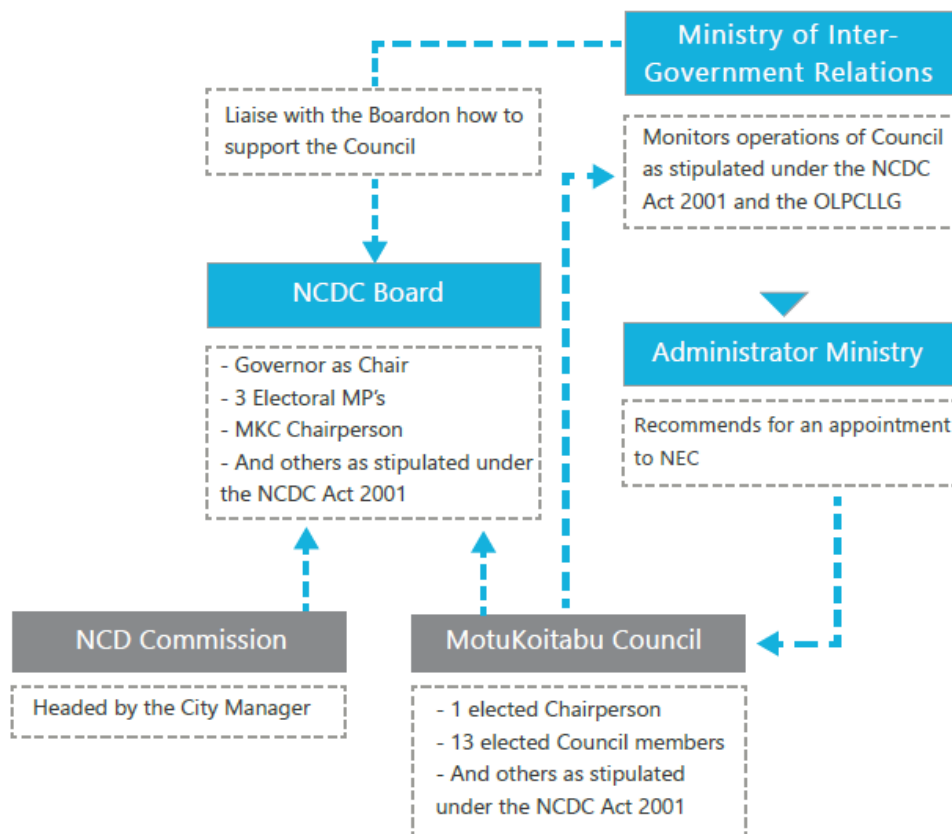 Ministry of Inter-
Government Relations
Liaise with the Boardon how to
support the Council
Monitors operations of Council
as stipulated under the NCDC
Act 2001 and the OLPCLLG
NCDC Board
- Governor as Chair
- 3 Electoral MP's
- MKC Chairperson
- And others as stipulated under
the NCDC Act 2001
Administrator Ministry
Recommends for an appointment
to NEC
NCD Commission
Headed by the City Manager
MotuKoitabu Council
- 1 elected Chairperson
- 13 elected Council members
- And others as stipulated
under the NCDC Act 2001